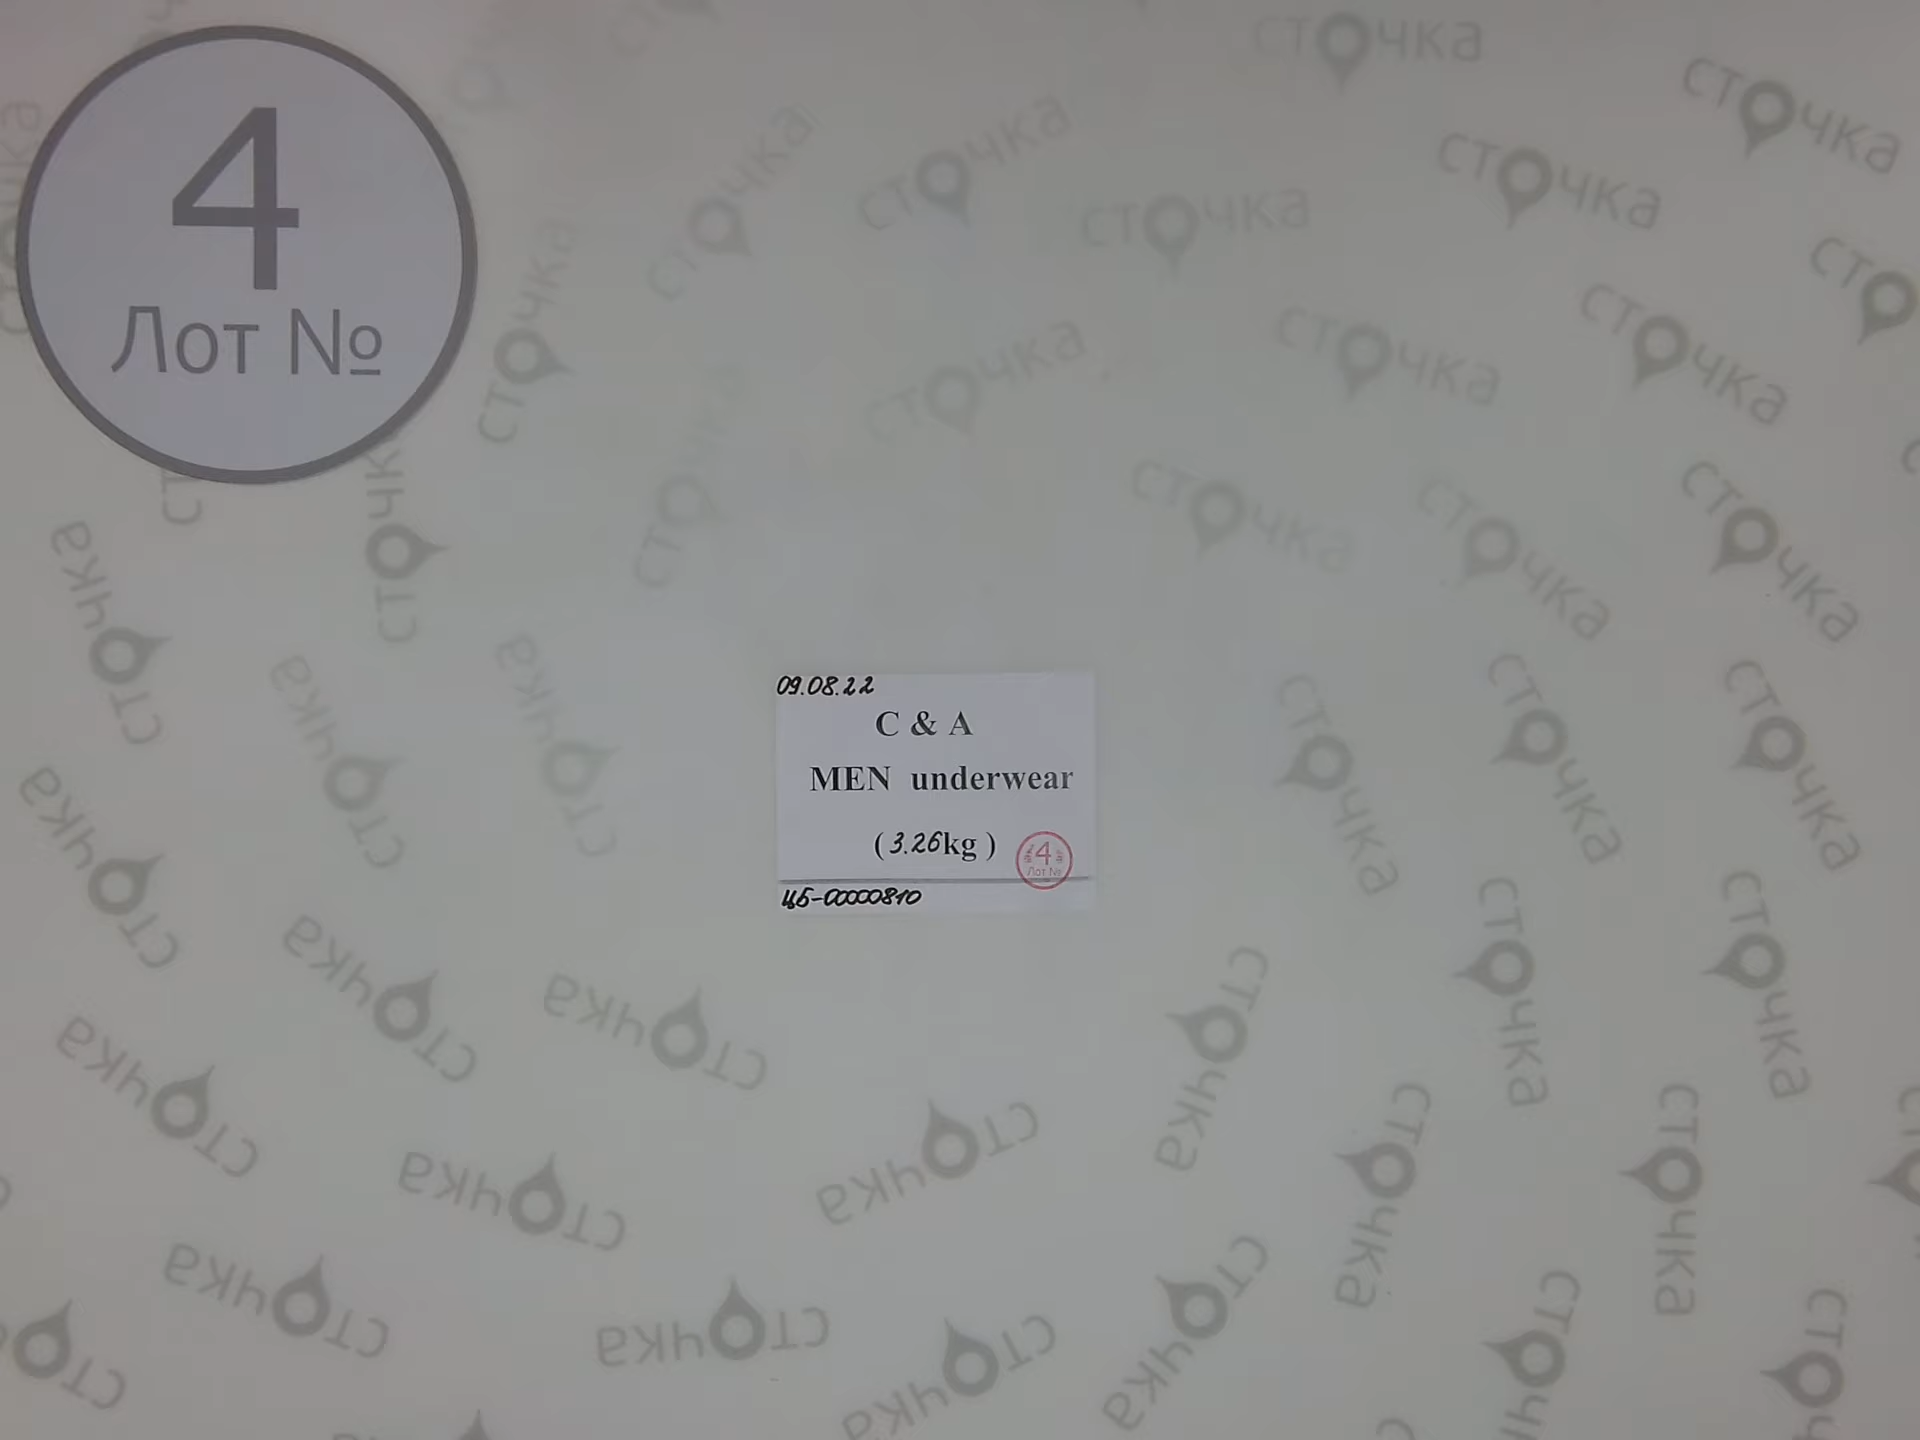 4
Лот №
09.08.22
C & A
MEN underwear
( 3.26kg )
4
Лот №
ЦБ-00000810
сточка